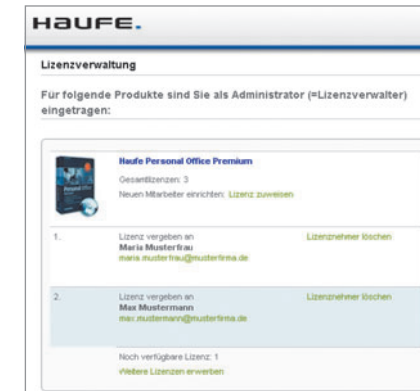 HAUFE.
Lizenzverwaltung
Für folgende Produkte sind Sie als Administrator (=Lizenzverwalter)
eingetragen:
Haufe Personal Office Premium
Gesamtlizenzen: 3
Neuen Mitarbeiter einrichten: Lizenz zuweisen
1. Lizenz vergeben an Lizenznehmer löschen
Maria Musterfrau
maria.musterfrau@musterfirma.de
2. Lizenz vergeben an Lizenznehmer löschen
Max Mustermann
max.mustermann@musterfirma.de
Noch verfügbare Lizenz: 1
Weitere Lizenzen erwerben